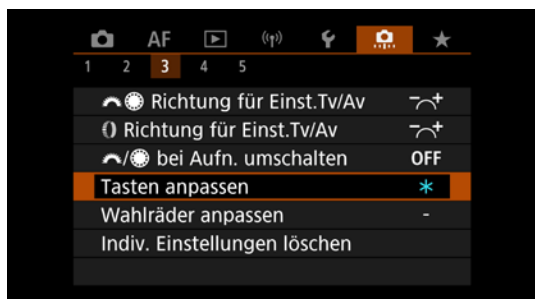 AF
1 2 3 4 5
Richtung für Einst.Tv/Av
Richtung für Einst.Tv/Av
/ bei Aufn. umschalten OFF
Tasten anpassen
Wahlräder anpassen -
Indiv. Einstellungen löschen